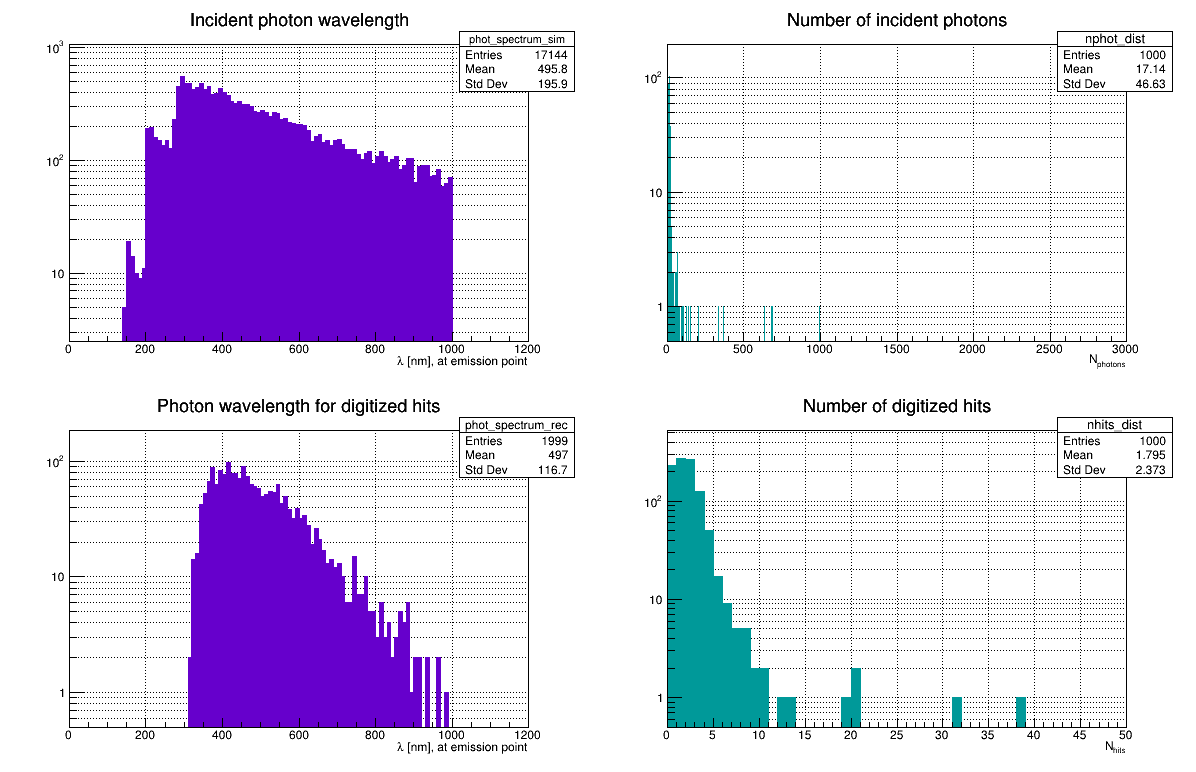 Incident photon wavelength
phot_spectrum_sim
Entries 17144
Mean 495.8
Std Dev 195.9
10³
10²
10
0 200 400 600 800 1000 1200
λ [nm], at emission point
Number of incident photons
nphot_dist
Entries 1000
Mean 17.14
Std Dev 46.63
10²
10
1
0 500 1000 1500 2000 2500 3000
Nphotons
Photon wavelength for digitized hits
phot_spectrum_rec
Entries 1999
Mean 497
Std Dev 116.7
10²
10
1
0 200 400 600 800 1000 1200
λ [nm], at emission point
Number of digitized hits
nhits_dist
Entries 1000
Mean 1.795
Std Dev 2.373
10²
10
1
0 5 10 15 20 25 30 35 40 45 50
Nhits